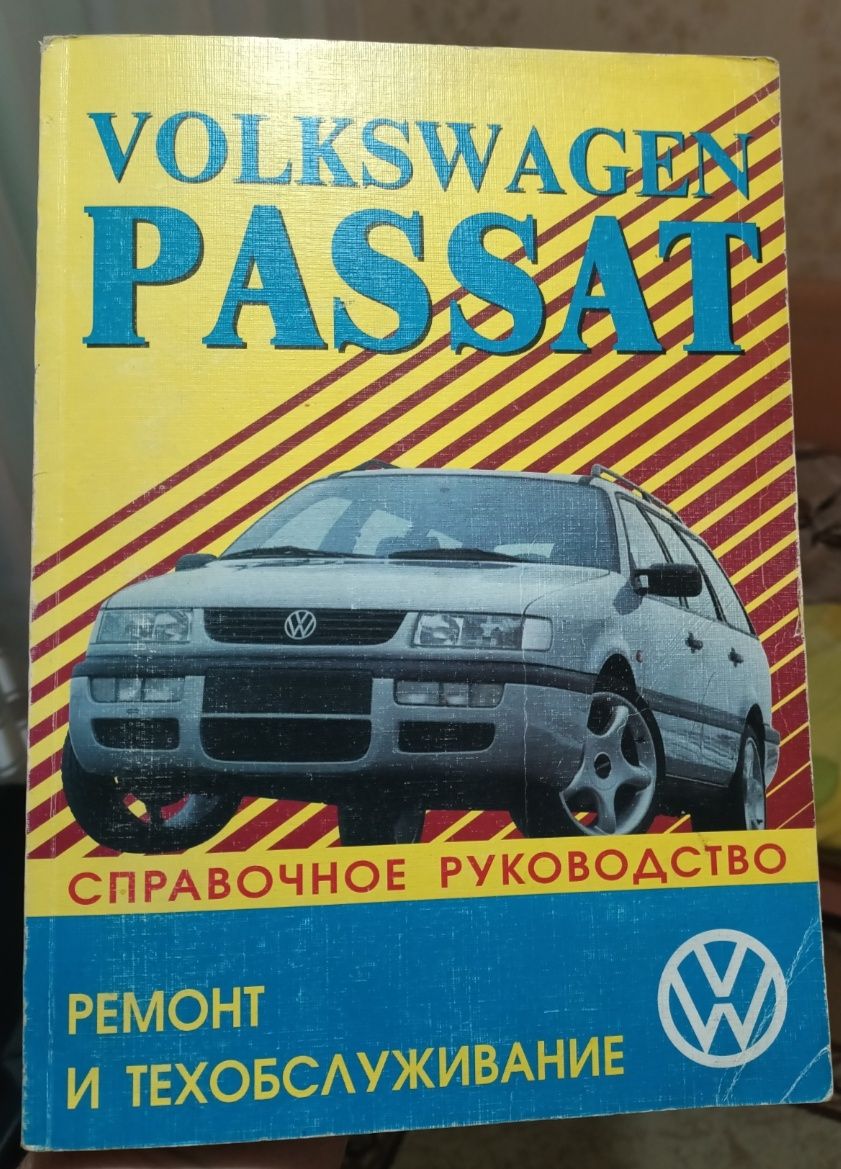 VOLKSWAGEN
PASSAT
СПРАВОЧНОЕ РУКОВОДСТВО
РЕМОНТ
И ТЕХОБСЛУЖИВАНИЕ